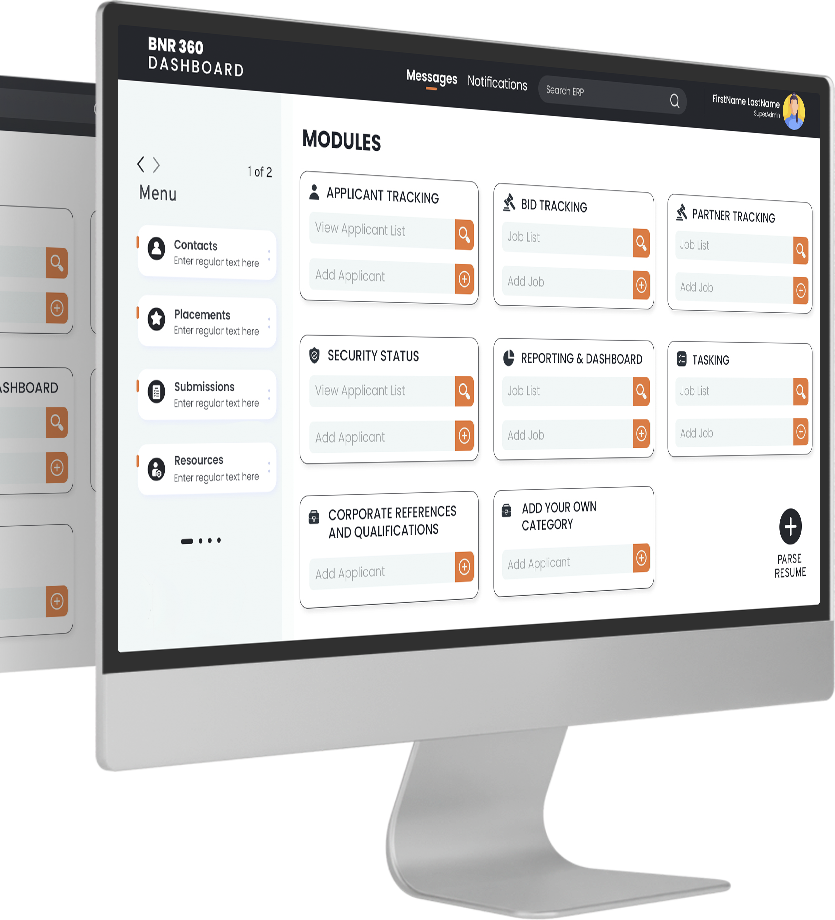 BNR 360
DASHBOARD
Messages
Notifications
Search ERP
FirstName LastName
SuperAdmin
1 of 2
Menu
Contacts
Enter regular text here
Placements
Enter regular text here
Submissions
Enter regular text here
Resources
Enter regular text here
MODULES
APPLICANT TRACKING
View Applicant List
Add Applicant
BID TRACKING
Job List
Add Job
PARTNER TRACKING
Job List
Add Job
SECURITY STATUS
View Applicant List
Add Applicant
REPORTING & DASHBOARD
Job List
Add Job
TASKING
Job List
Add Job
CORPORATE REFERENCES
AND QUALIFICATIONS
Add Applicant
ADD YOUR OWN
CATEGORY
Add Applicant
PARSE
RESUME
ASHBOARD